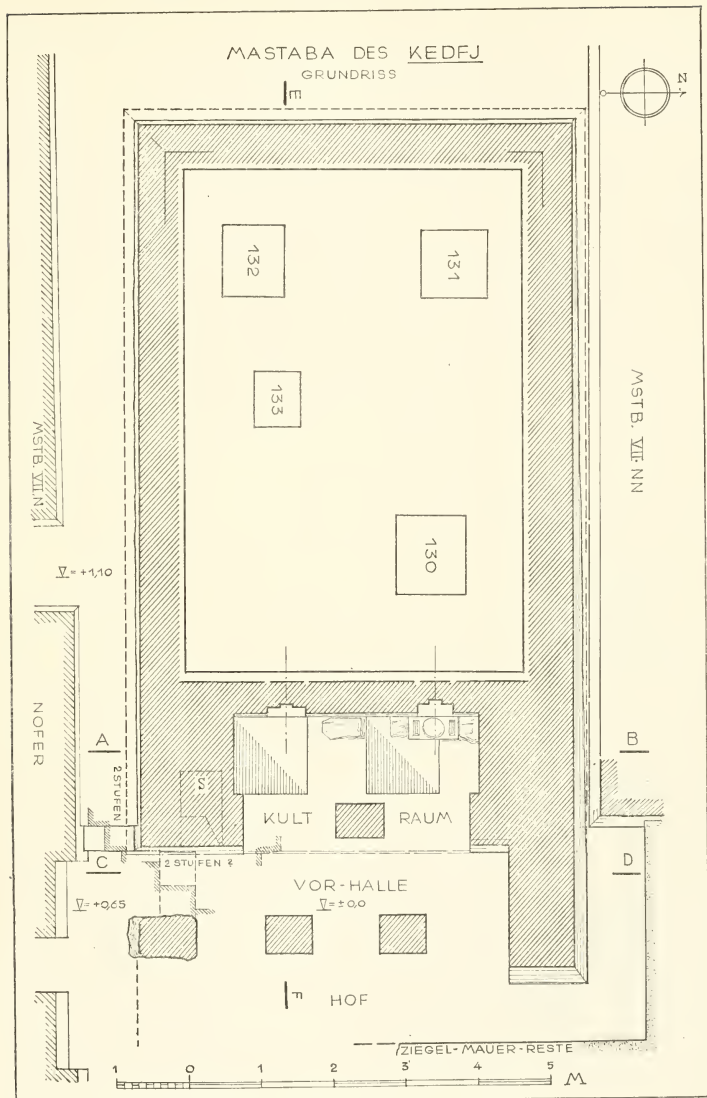 MASTABA DES KEDFJ
GRUNDRISS
E
N.
132
131
133
130
MSTB. VII N
MSTB. VII NN
∇ = +1,10
NOFER
A
B
2 STUFEN
S
KULT RAUM
C
2 STUFEN ?
D
VOR-HALLE
∇ = +0,65
∇ = ± 0,0
F
HOF
ZIEGEL-MAUER-RESTE
1 0 1 2 3 4 5 M